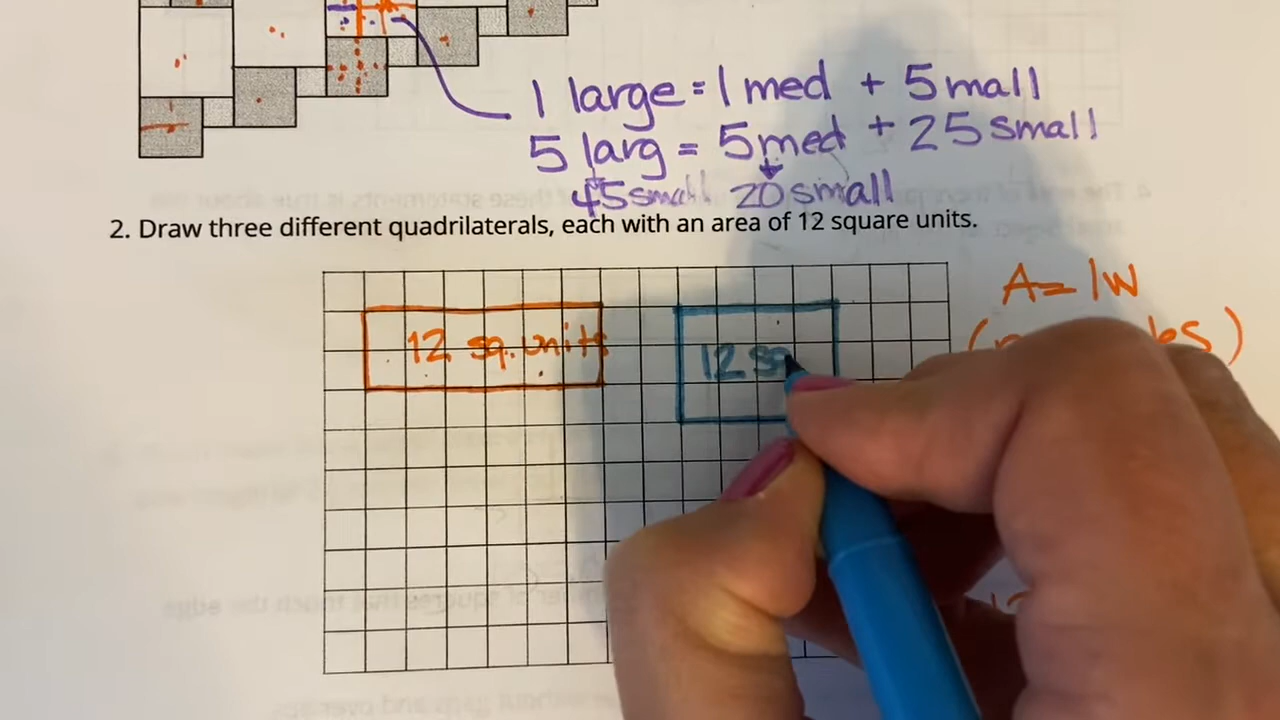 1 large = 1 med + 5 mall
5 larg = 5 med + 25 small
45 small 20 small
2. Draw three different quadrilaterals, each with an area of 12 square units.
A = lw
12 sq. units
12 sq